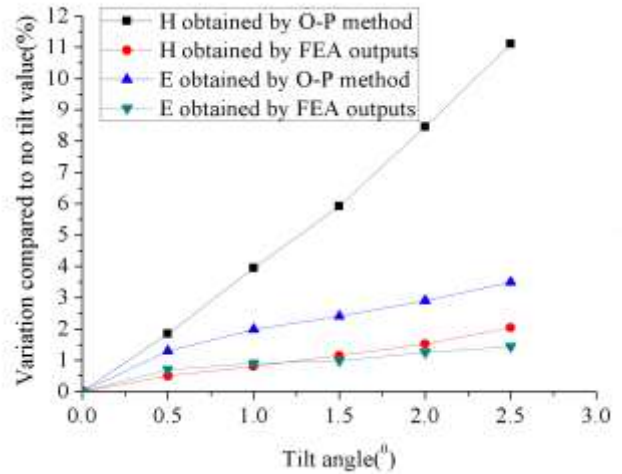 H obtained by O-P method
H obtained by FEA outputs
E obtained by O-P method
E obtained by FEA outputs
Variation compared to no tilt value(%)
12
11
10
9
8
7
6
5
4
3
2
1
0
0.0 0.5 1.0 1.5 2.0 2.5 3.0
Tilt angle(⁰)